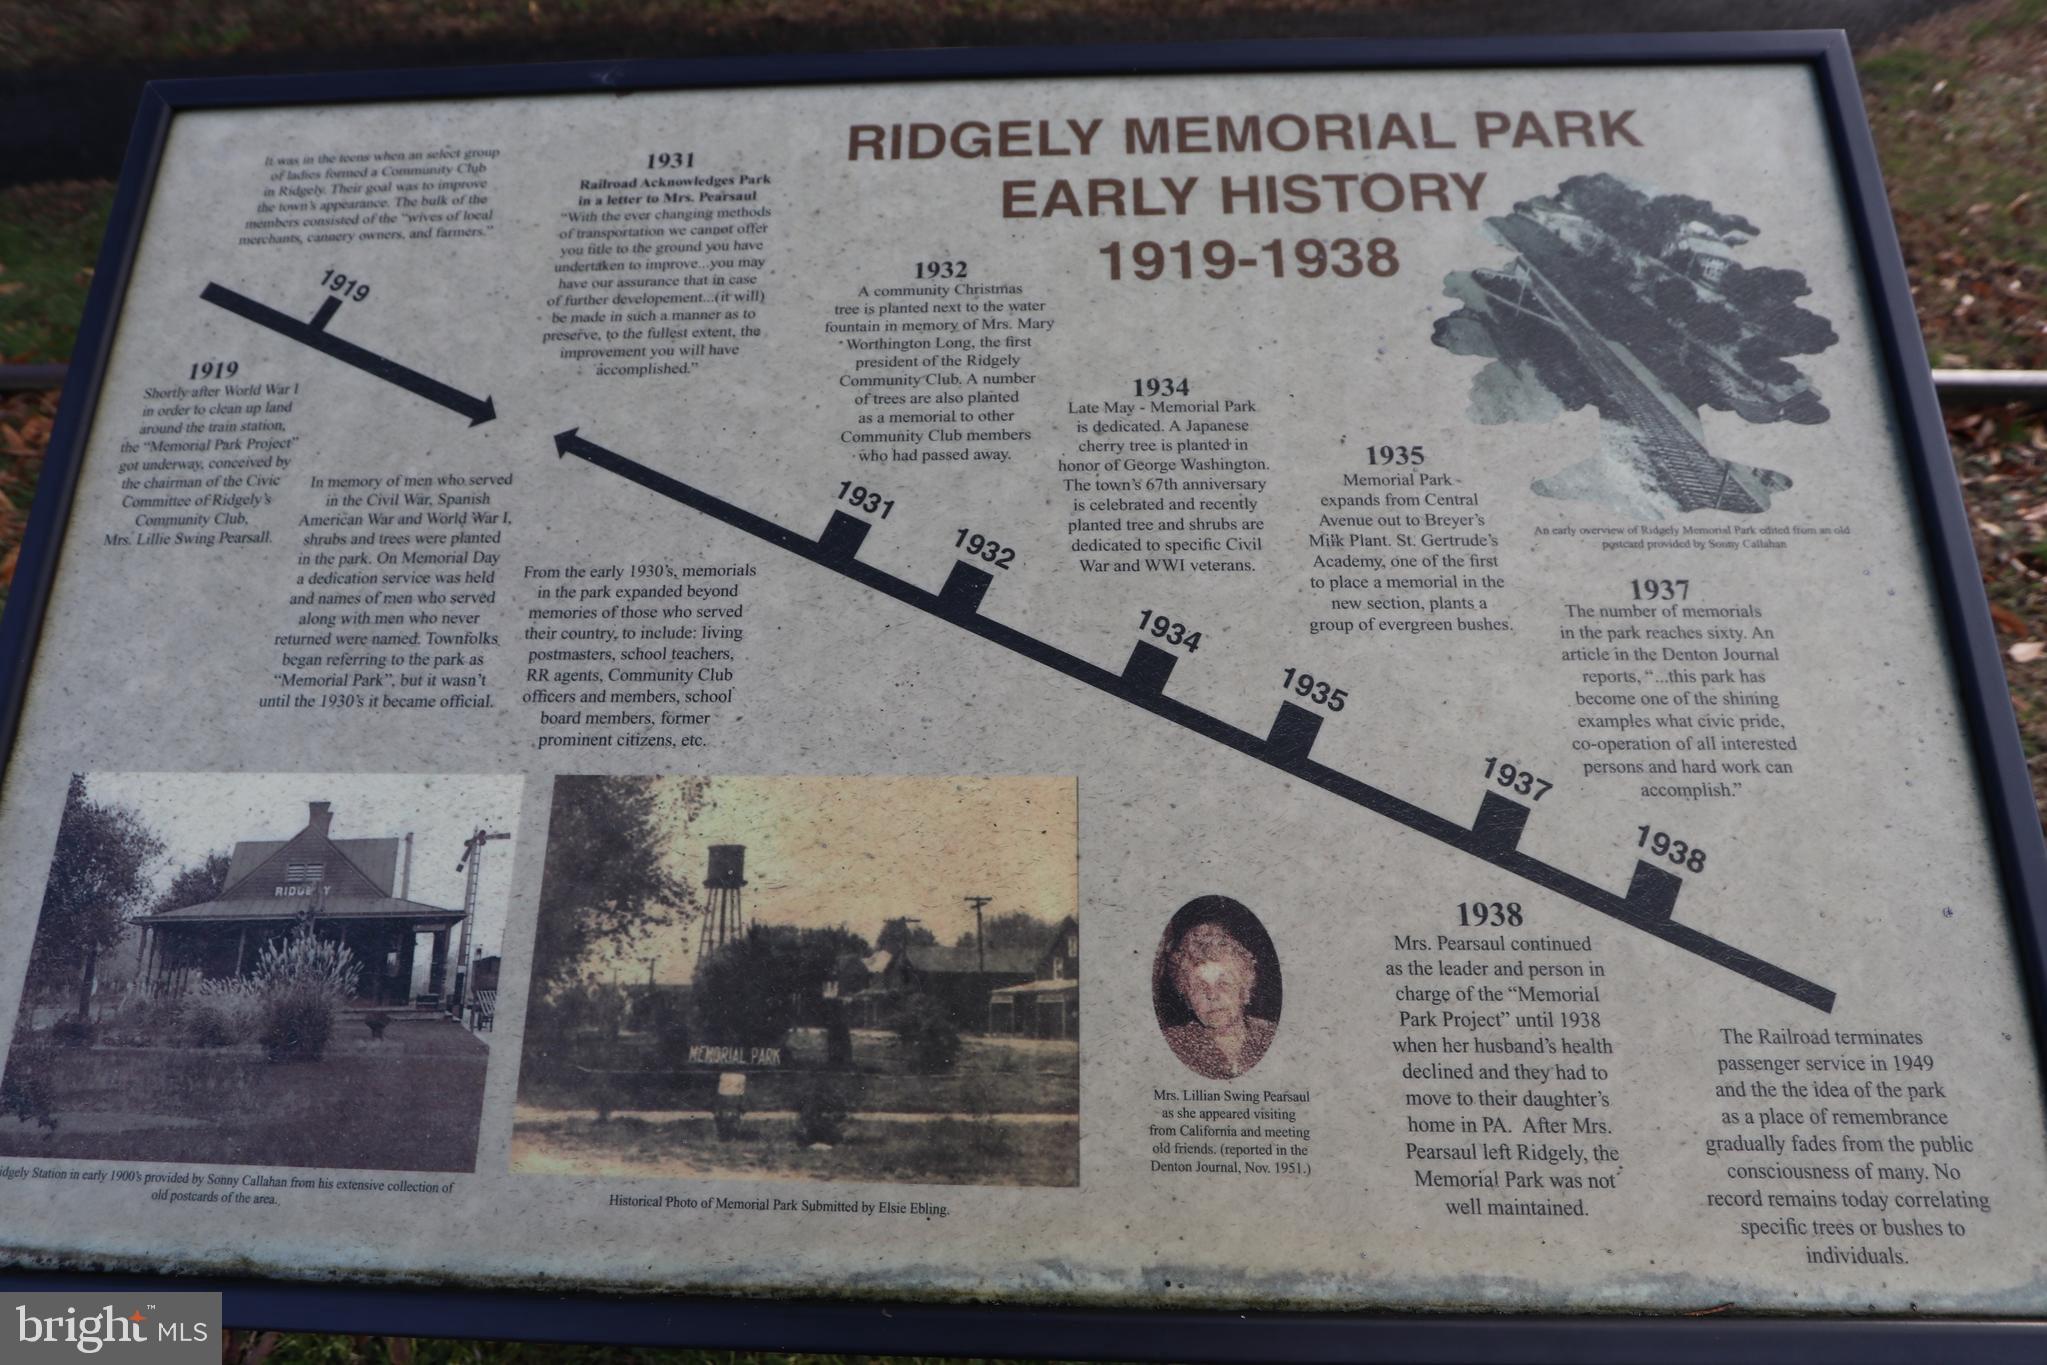 RIDGELY MEMORIAL PARK
EARLY HISTORY
1919-1938
It was in the teens when an select group
of ladies formed a Community Club
in Ridgely. Their goal was to improve
the town's appearance. The bulk of the
members consisted of the "wives of local
merchants, cannery owners, and farmers."
1919
1919
Shortly after World War I
in order to clean up land
around the train station,
the "Memorial Park Project"
got underway, conceived by
the chairman of the Civic
Committee of Ridgely's
Community Club,
Mrs. Lillie Swing Pearsall.
In memory of men who served
in the Civil War, Spanish
American War and World War I,
shrubs and trees were planted
in the park. On Memorial Day
a dedication service was held
and names of men who served
along with men who never
returned were named. Townfolks
began referring to the park as
"Memorial Park", but it wasn't
until the 1930's it became official.
1931
Railroad Acknowledges Park
in a letter to Mrs. Pearsaul
"With the ever changing methods
of transportation we cannot offer
you title to the ground you have
undertaken to improve...you may
have our assurance that in case
of further developement...(it will)
be made in such a manner as to
preserve, to the fullest extent, the
improvement you will have
accomplished."
From the early 1930's, memorials
in the park expanded beyond
memories of those who served
their country, to include: living
postmasters, school teachers,
RR agents, Community Club
officers and members, school
board members, former
prominent citizens, etc.
1932
A community Christmas
tree is planted next to the water
fountain in memory of Mrs. Mary
Worthington Long, the first
president of the Ridgely
Community Club. A number
of trees are also planted
as a memorial to other
Community Club members
who had passed away.
1934
Late May - Memorial Park
is dedicated. A Japanese
cherry tree is planted in
honor of George Washington.
The town's 67th anniversary
is celebrated and recently
planted tree and shrubs are
dedicated to specific Civil
War and WWI veterans.
1935
Memorial Park
expands from Central
Avenue out to Breyer's
Milk Plant. St. Gertrude's
Academy, one of the first
to place a memorial in the
new section, plants a
group of evergreen bushes.
An early overview of Ridgely Memorial Park edited from an old
postcard provided by Sonny Callahan
1937
The number of memorials
in the park reaches sixty. An
article in the Denton Journal
reports, "...this park has
become one of the shining
examples what civic pride,
co-operation of all interested
persons and hard work can
accomplish."
1931
1932
1934
1935
1937
1938
1938
Mrs. Pearsaul continued
as the leader and person in
charge of the "Memorial
Park Project" until 1938
when her husband's health
declined and they had to
move to their daughter's
home in PA. After Mrs.
Pearsaul left Ridgely, the
Memorial Park was not
well maintained.
The Railroad terminates
passenger service in 1949
and the the idea of the park
as a place of remembrance
gradually fades from the public
consciousness of many. No
record remains today correlating
specific trees or bushes to
individuals.
RIDGELY
idgely Station in early 1900's provided by Sonny Callahan from his extensive collection of
old postcards of the area.
MEMORIAL PARK
Historical Photo of Memorial Park Submitted by Elsie Ebling.
Mrs. Lillian Swing Pearsaul
as she appeared visiting
from California and meeting
old friends. (reported in the
Denton Journal, Nov. 1951.)
bright™ MLS